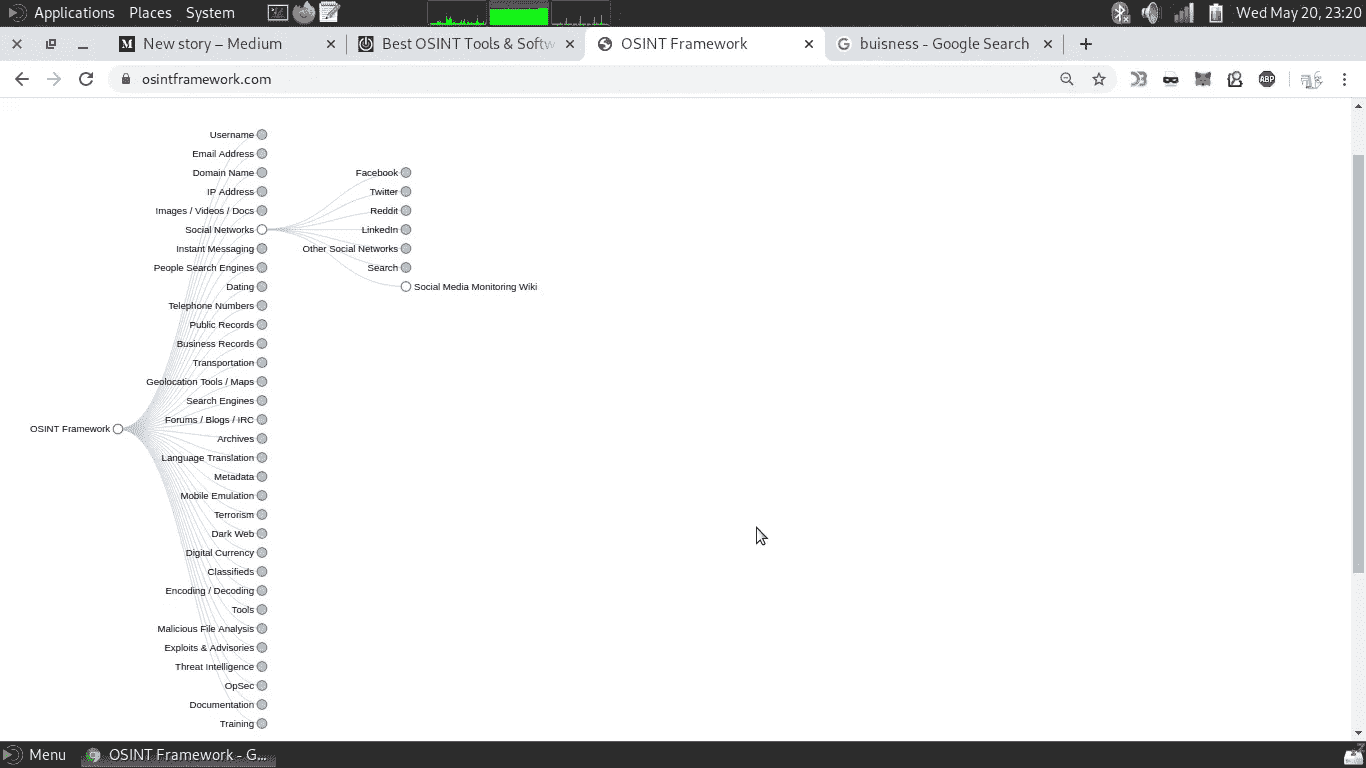 Applications Places System Wed May 20, 23:20
New story – Medium Best OSINT Tools & Softw OSINT Framework buisness - Google Search
osintframework.com ABP
Username
Email Address
Domain Name Facebook
IP Address Twitter
Images / Videos / Docs Reddit
Social Networks LinkedIn
Instant Messaging Other Social Networks
People Search Engines Search
Dating Social Media Monitoring Wiki
Telephone Numbers
Public Records
Business Records
Transportation
Geolocation Tools / Maps
Search Engines
Forums / Blogs / IRC
OSINT Framework
Archives
Language Translation
Metadata
Mobile Emulation
Terrorism
Dark Web
Digital Currency
Classifieds
Encoding / Decoding
Tools
Malicious File Analysis
Exploits & Advisories
Threat Intelligence
OpSec
Documentation
Training
Menu OSINT Framework - G...